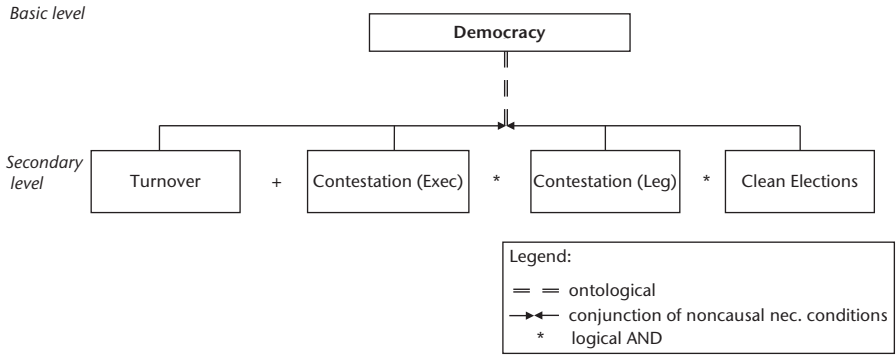 Basic level
Democracy
Secondary
level
Turnover + Contestation (Exec) * Contestation (Leg) * Clean Elections
Legend:
ontological
conjunction of noncausal nec. conditions
* logical AND